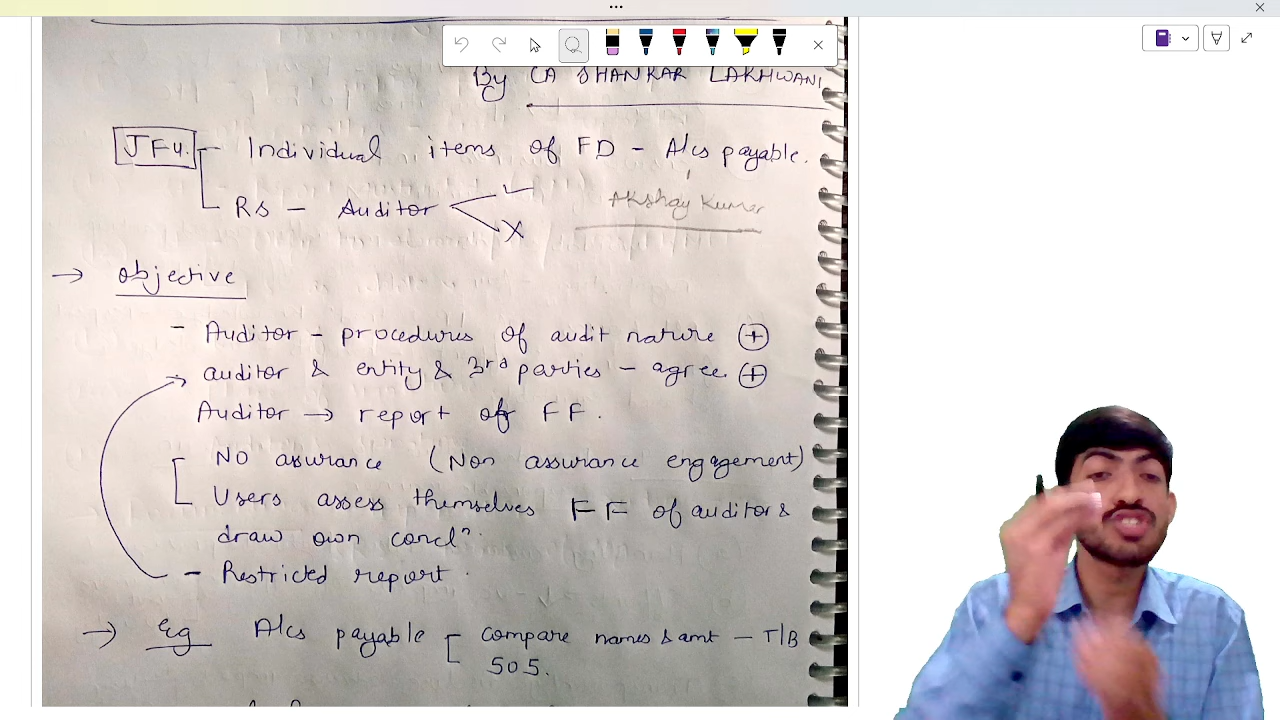 By CA SHANKAR LAKHWANI
JF4. - Individual items of FD - A/cs payable.
Akshay Kumar
RS - Auditor ✓
X
→ Objective
- Auditor - procedures of audit nature ⊕
auditor & entity & 3rd parties - agree ⊕
Auditor → report of FF.
No assurance (Non assurance engagement)
Users assess themselves FF of auditor &
draw own concln.
- Restricted report.
→ Eg A/cs payable [ compare names & amt - T/B
505.